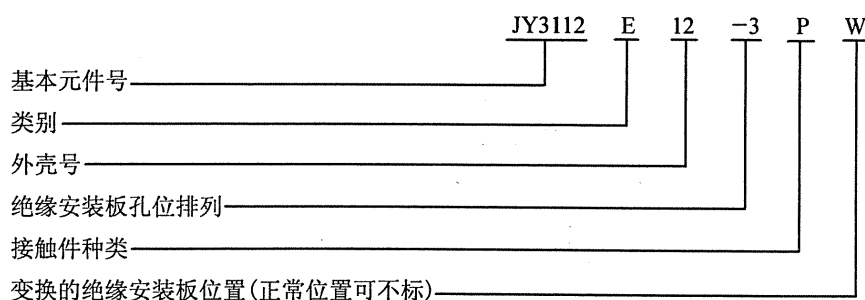 JY3112 E 12 -3 P W
基本元件号
类别
外壳号
绝缘安装板孔位排列
接触件种类
变换的绝缘安装板位置(正常位置可不标)